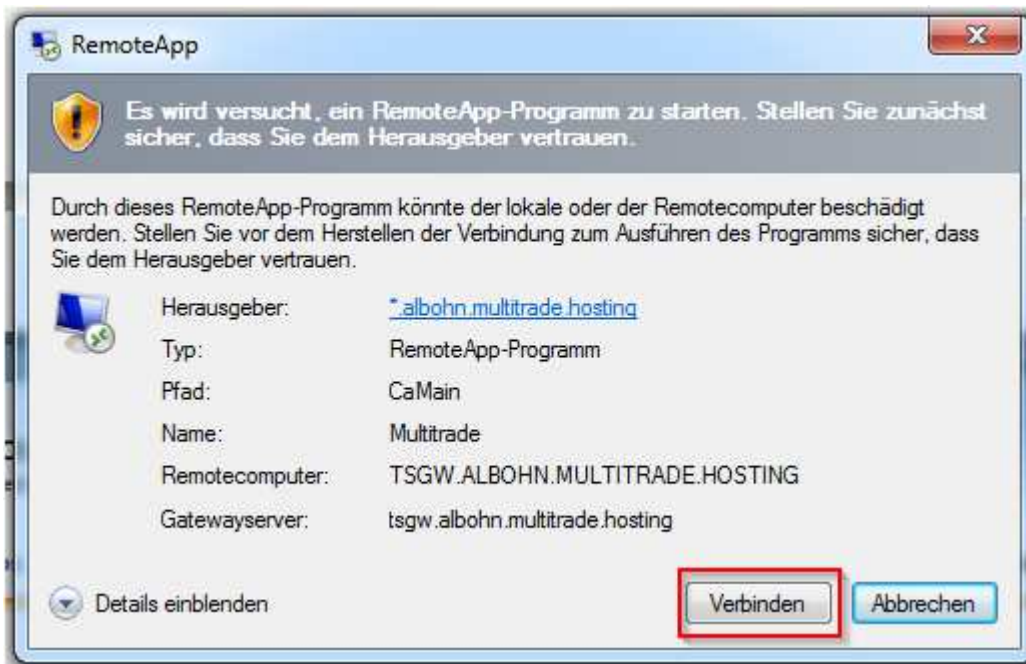 RemoteApp
Es wird versucht, ein RemoteApp-Programm zu starten. Stellen Sie zunächst
sicher, dass Sie dem Herausgeber vertrauen.
Durch dieses RemoteApp-Programm könnte der lokale oder der Remotecomputer beschädigt
werden. Stellen Sie vor dem Herstellen der Verbindung zum Ausführen des Programms sicher, dass
Sie dem Herausgeber vertrauen.
Herausgeber: *.albohn.multitrade.hosting
Typ: RemoteApp-Programm
Pfad: CaMain
Name: Multitrade
Remotecomputer: TSGW.ALBOHN.MULTITRADE.HOSTING
Gatewayserver: tsgw.albohn.multitrade.hosting
Details einblenden Verbinden Abbrechen